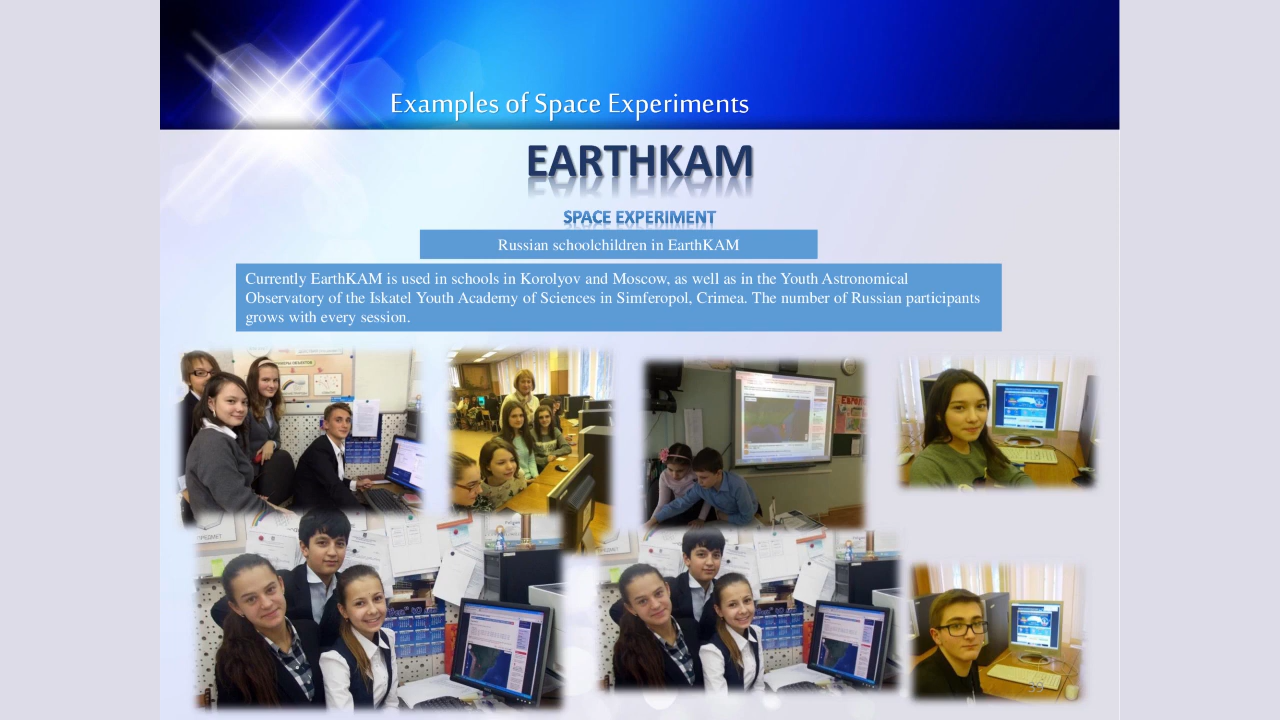 Examples of Space Experiments
EARTHKAM
SPACE EXPERIMENT
Russian schoolchildren in EarthKAM
Currently EarthKAM is used in schools in Korolyov and Moscow, as well as in the Youth Astronomical
Observatory of the Iskatel Youth Academy of Sciences in Simferopol, Crimea. The number of Russian participants
grows with every session.
39